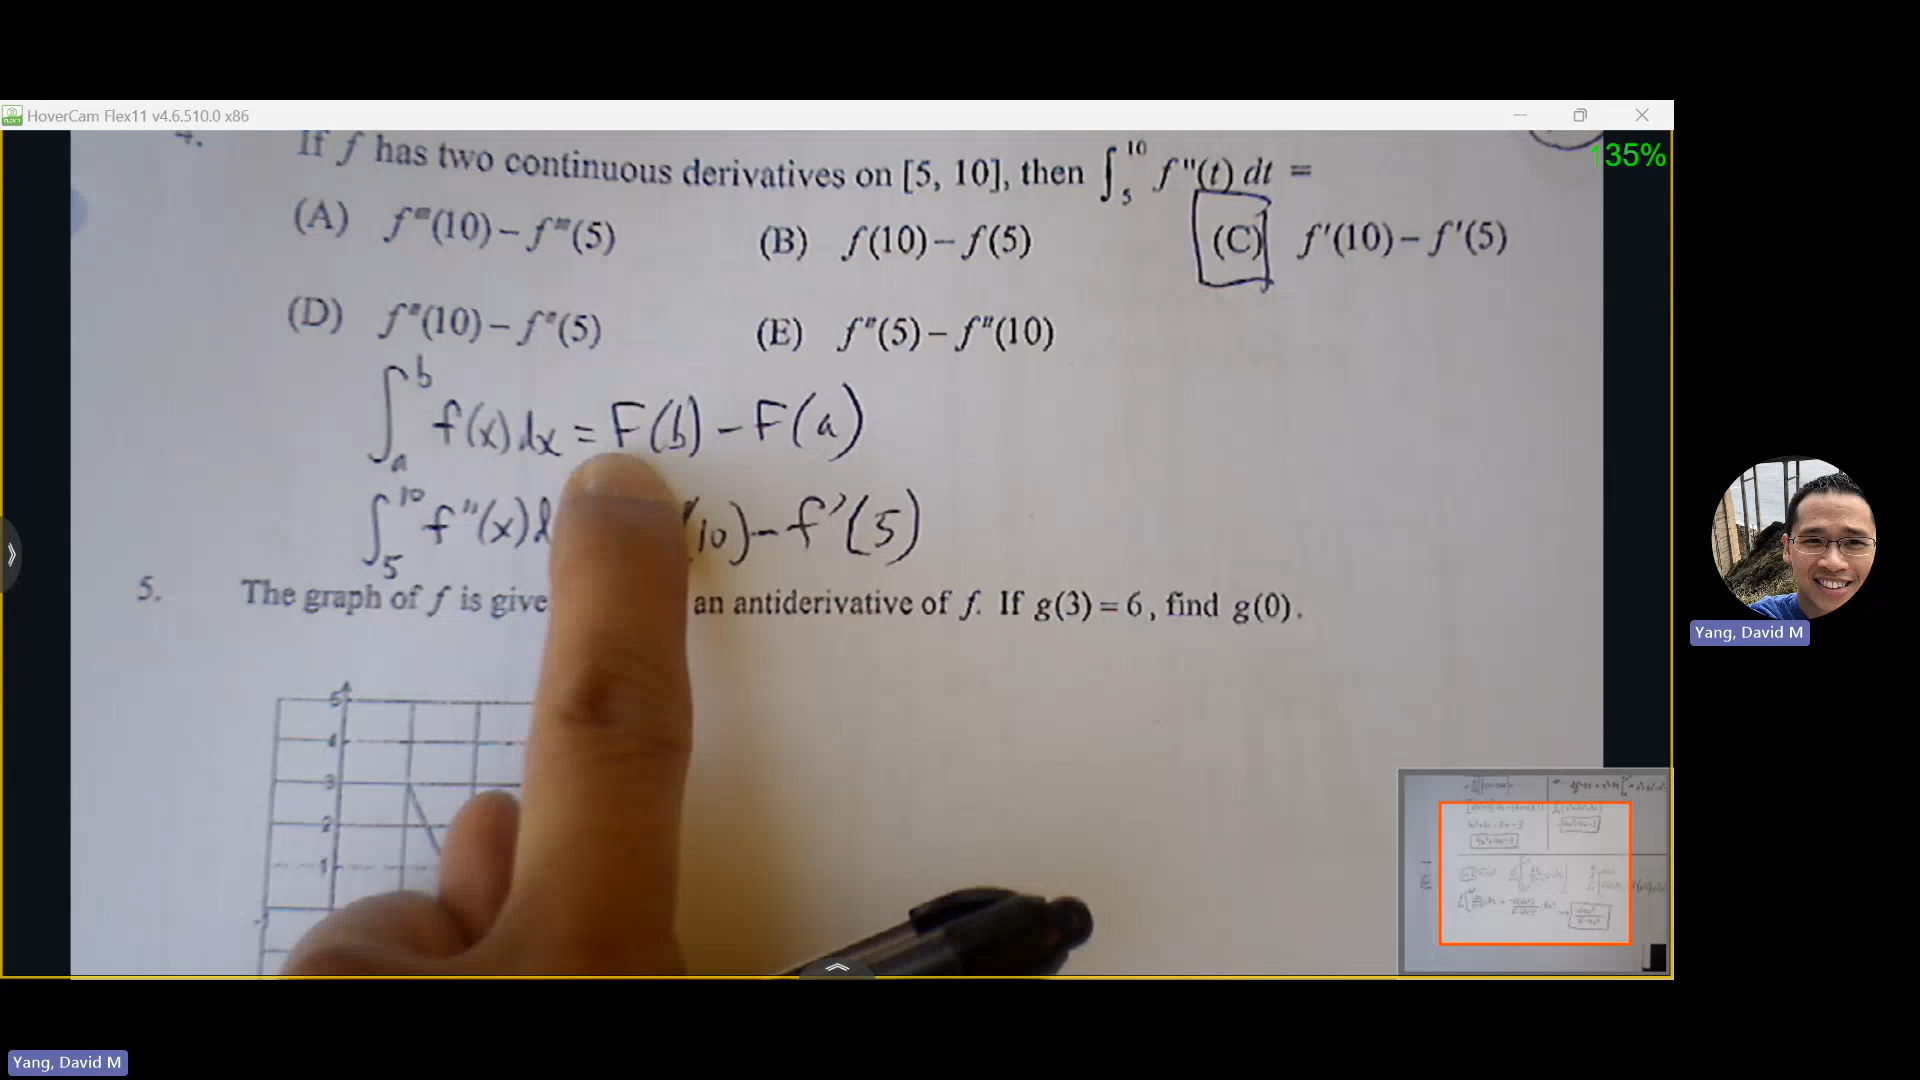 HoverCam Flex11 v4.6.510.0 x86
135%
4. If f has two continuous derivatives on [5, 10], then ∫₅¹⁰ f "(t) dt =
(A) f'''(10) – f'''(5) (B) f(10) – f(5) (C) f'(10) – f'(5)
(D) f"(10) – f"(5) (E) f"(5) – f"(10)
∫ₐᵇ f(x)dx = F(b) – F(a)
∫₅¹⁰ f"(x) (10) – f'(5)
5. The graph of f is give an antiderivative of f. If g(3) = 6, find g(0).
5
4
3
2
1
Yang, David M
Yang, David M